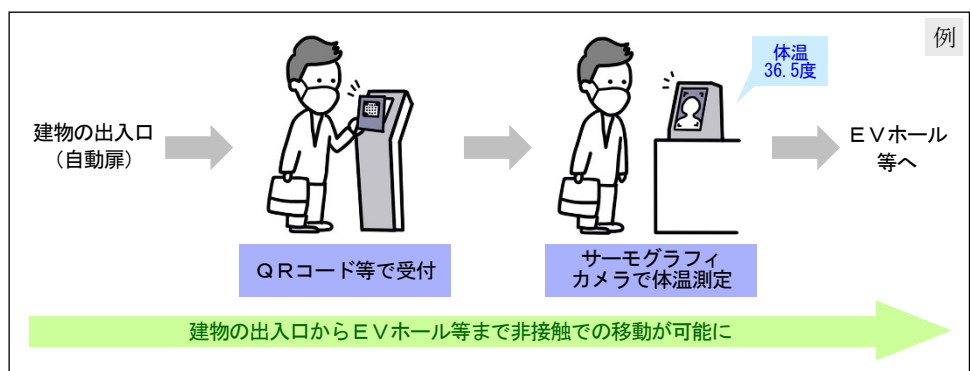 例
体温
36.5度
建物の出入口
（自動扉）
ＥＶホール
等へ
ＱＲコード等で受付
サーモグラフィ
カメラで体温測定
建物の出入口からＥＶホール等まで非接触での移動が可能に